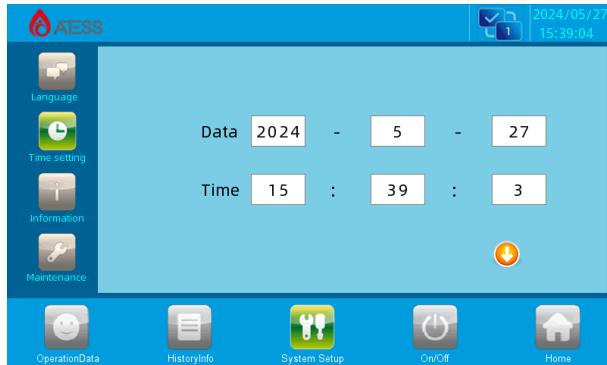 ATESS
1
2024/05/27
15:39:04
Language
Time setting
Information
Maintenance
Data 2024 - 5 - 27
Time 15 : 39 : 3
OperationData HistoryInfo System Setup On/Off Home